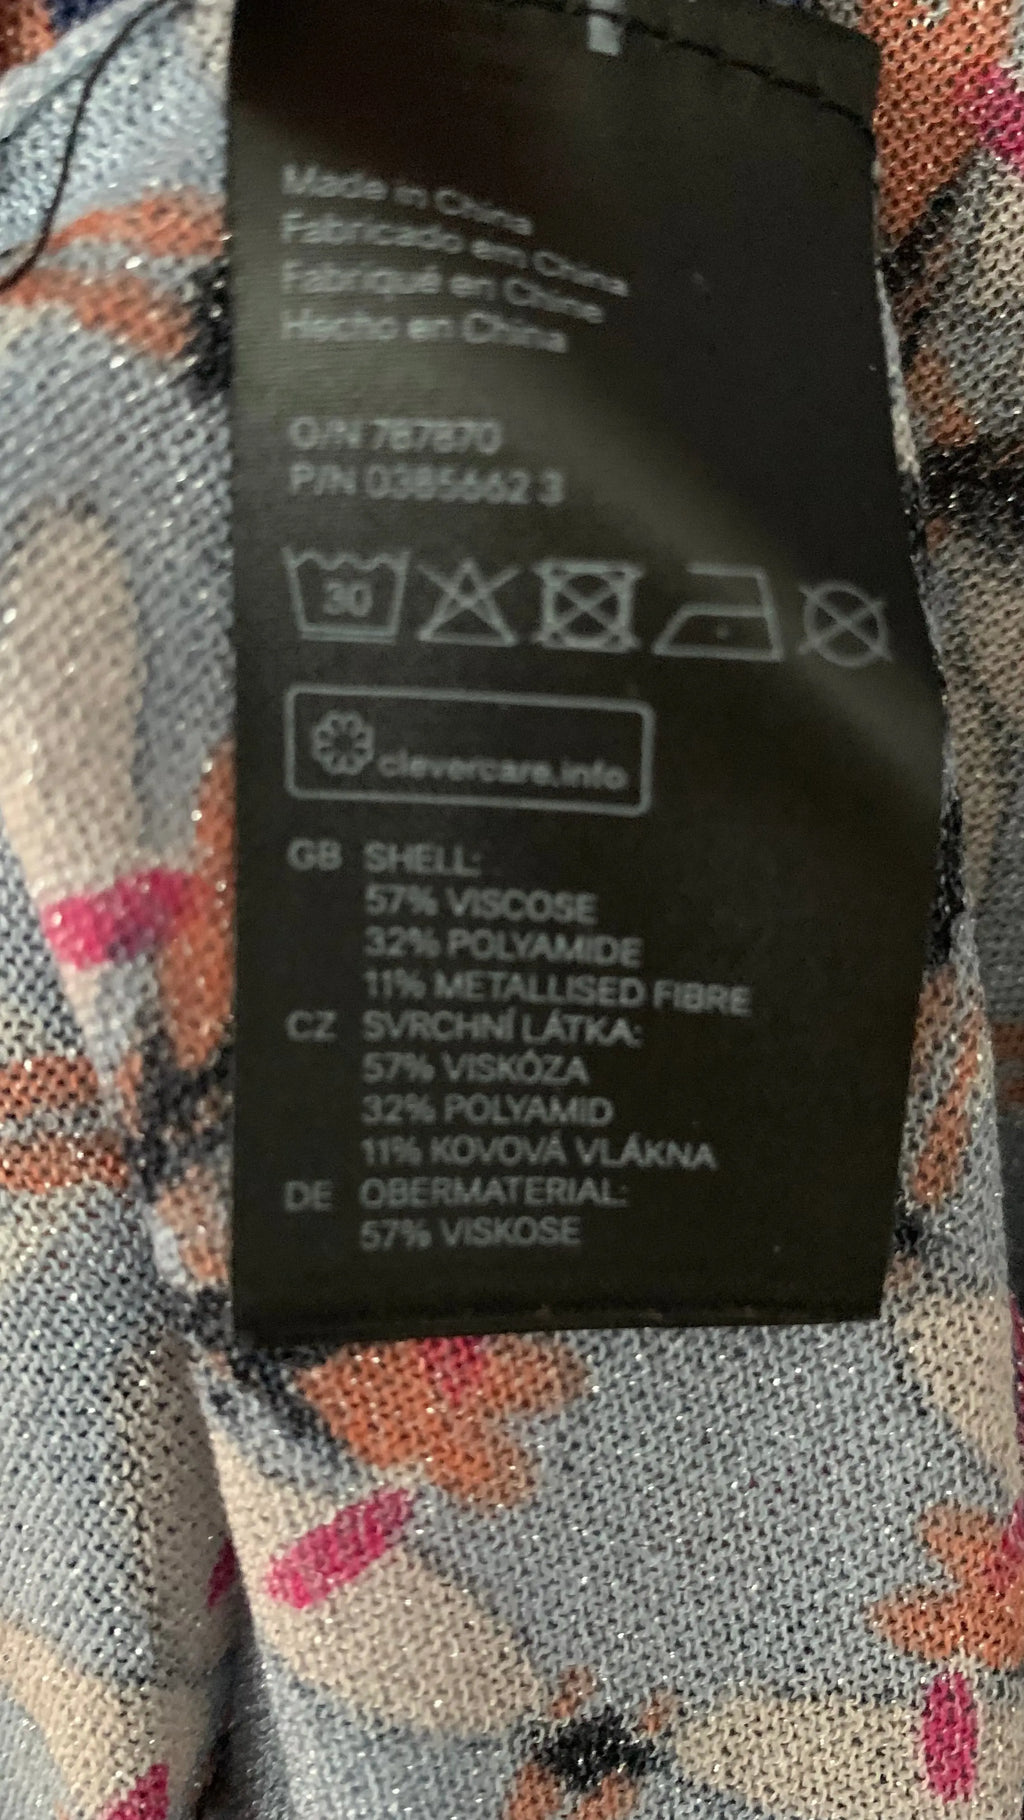 Made in China
Fabricado em China
Fabriqué en Chine
Hecho en China
O/N 787870
P/N 0385662 3
30
clevercare.info
GB SHELL:
57% VISCOSE
32% POLYAMIDE
11% METALLISED FIBRE
CZ SVRCHNÍ LÁTKA:
57% VISKÓZA
32% POLYAMID
11% KOVOVÁ VLÁKNA
DE OBERMATERIAL:
57% VISKOSE